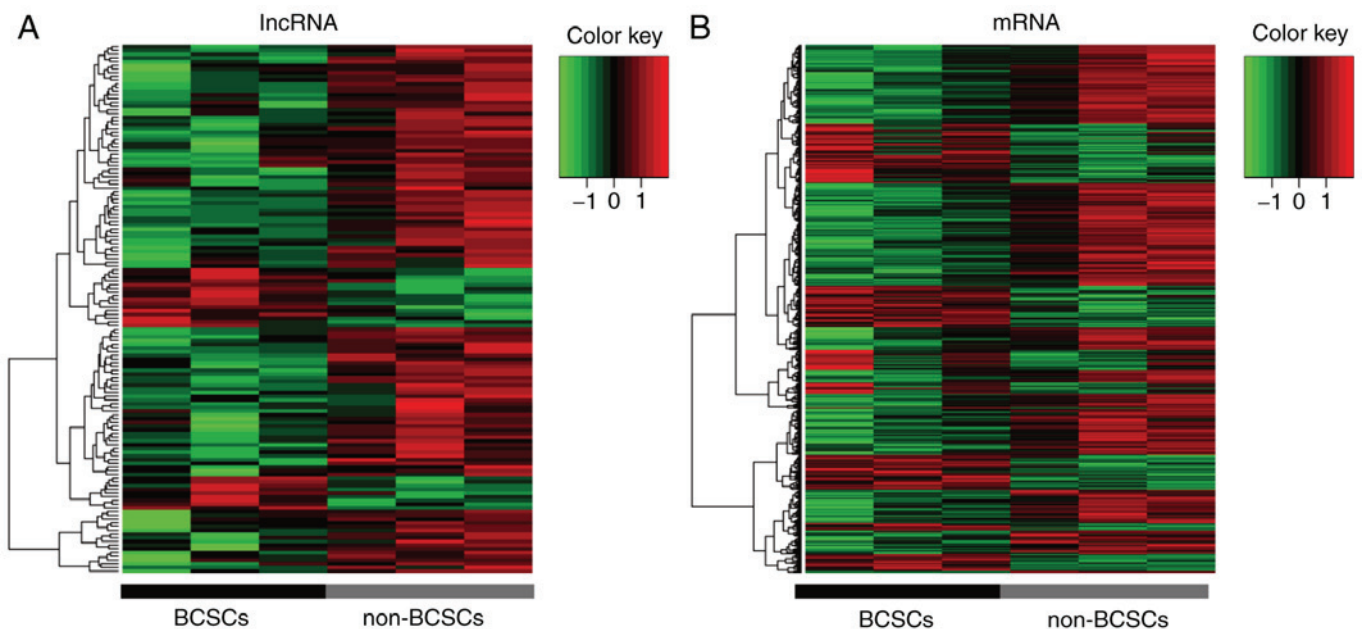 A
lncRNA
Color key
−1 0 1
BCSCs non-BCSCs
B
mRNA
Color key
−1 0 1
BCSCs non-BCSCs